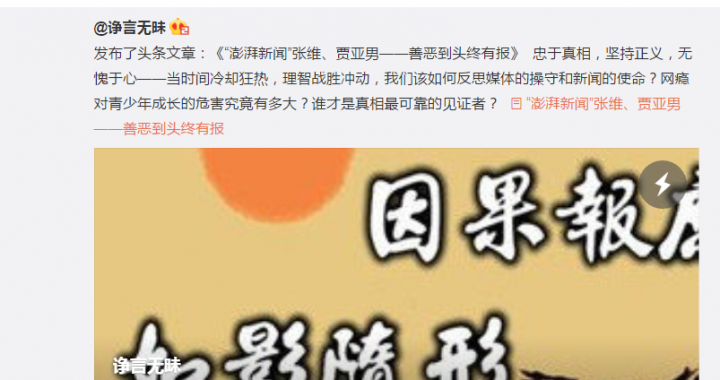 @诤言无昧
发布了头条文章：《“澎湃新闻”张维、贾亚男——善恶到头终有报》 忠于真相，坚持正义，无
愧于心——当时间冷却狂热，理智战胜冲动，我们该如何反思媒体的操守和新闻的使命？网瘾
对青少年成长的危害究竟有多大？谁才是真相最可靠的见证者？ “澎湃新闻”张维、贾亚男
——善恶到头终有报
因果報應
如影隨形
诤言无昧